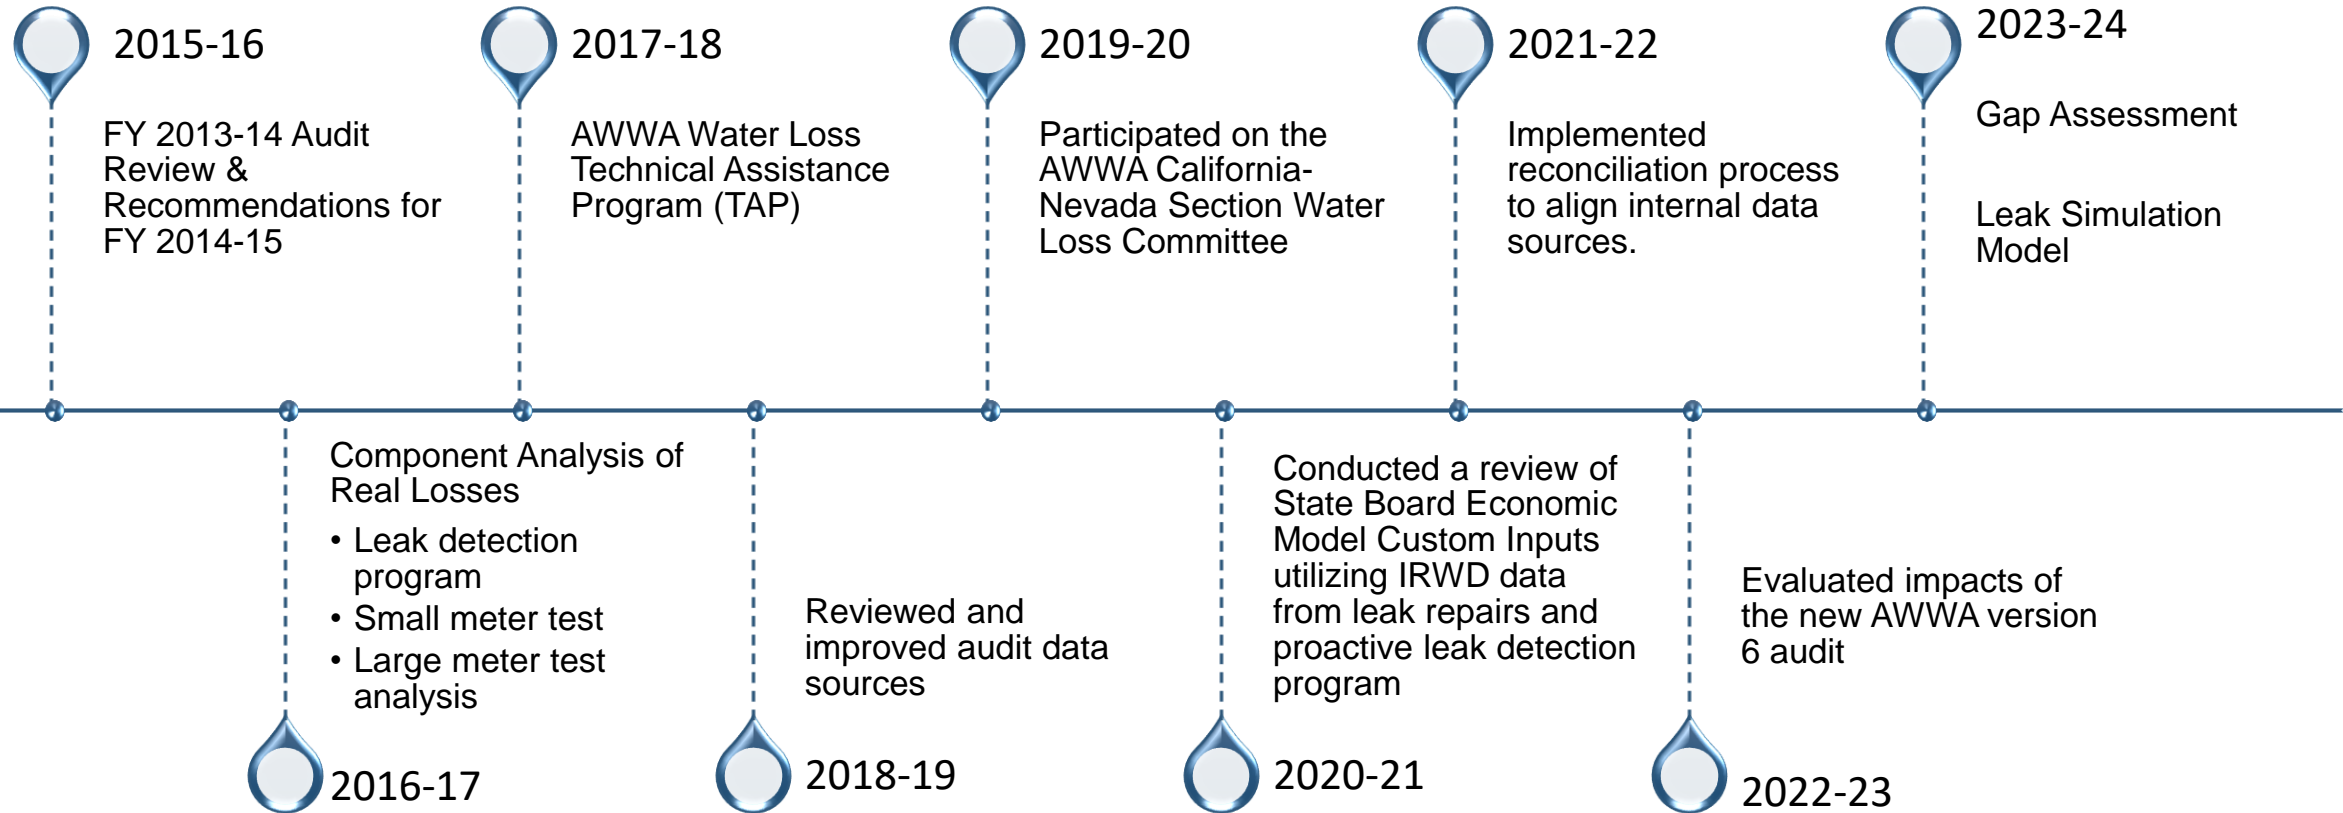 2015-16
FY 2013-14 Audit
Review &
Recommendations for
FY 2014-15
2017-18
AWWA Water Loss
Technical Assistance
Program (TAP)
2019-20
Participated on the
AWWA California-
Nevada Section Water
Loss Committee
2021-22
Implemented
reconciliation process
to align internal data
sources.
2023-24
Gap Assessment
Leak Simulation
Model
Component Analysis of
Real Losses
• Leak detection
program
• Small meter test
• Large meter test
analysis
2016-17
Reviewed and
improved audit data
sources
2018-19
Conducted a review of
State Board Economic
Model Custom Inputs
utilizing IRWD data
from leak repairs and
proactive leak detection
program
2020-21
Evaluated impacts of
the new AWWA version
6 audit
2022-23